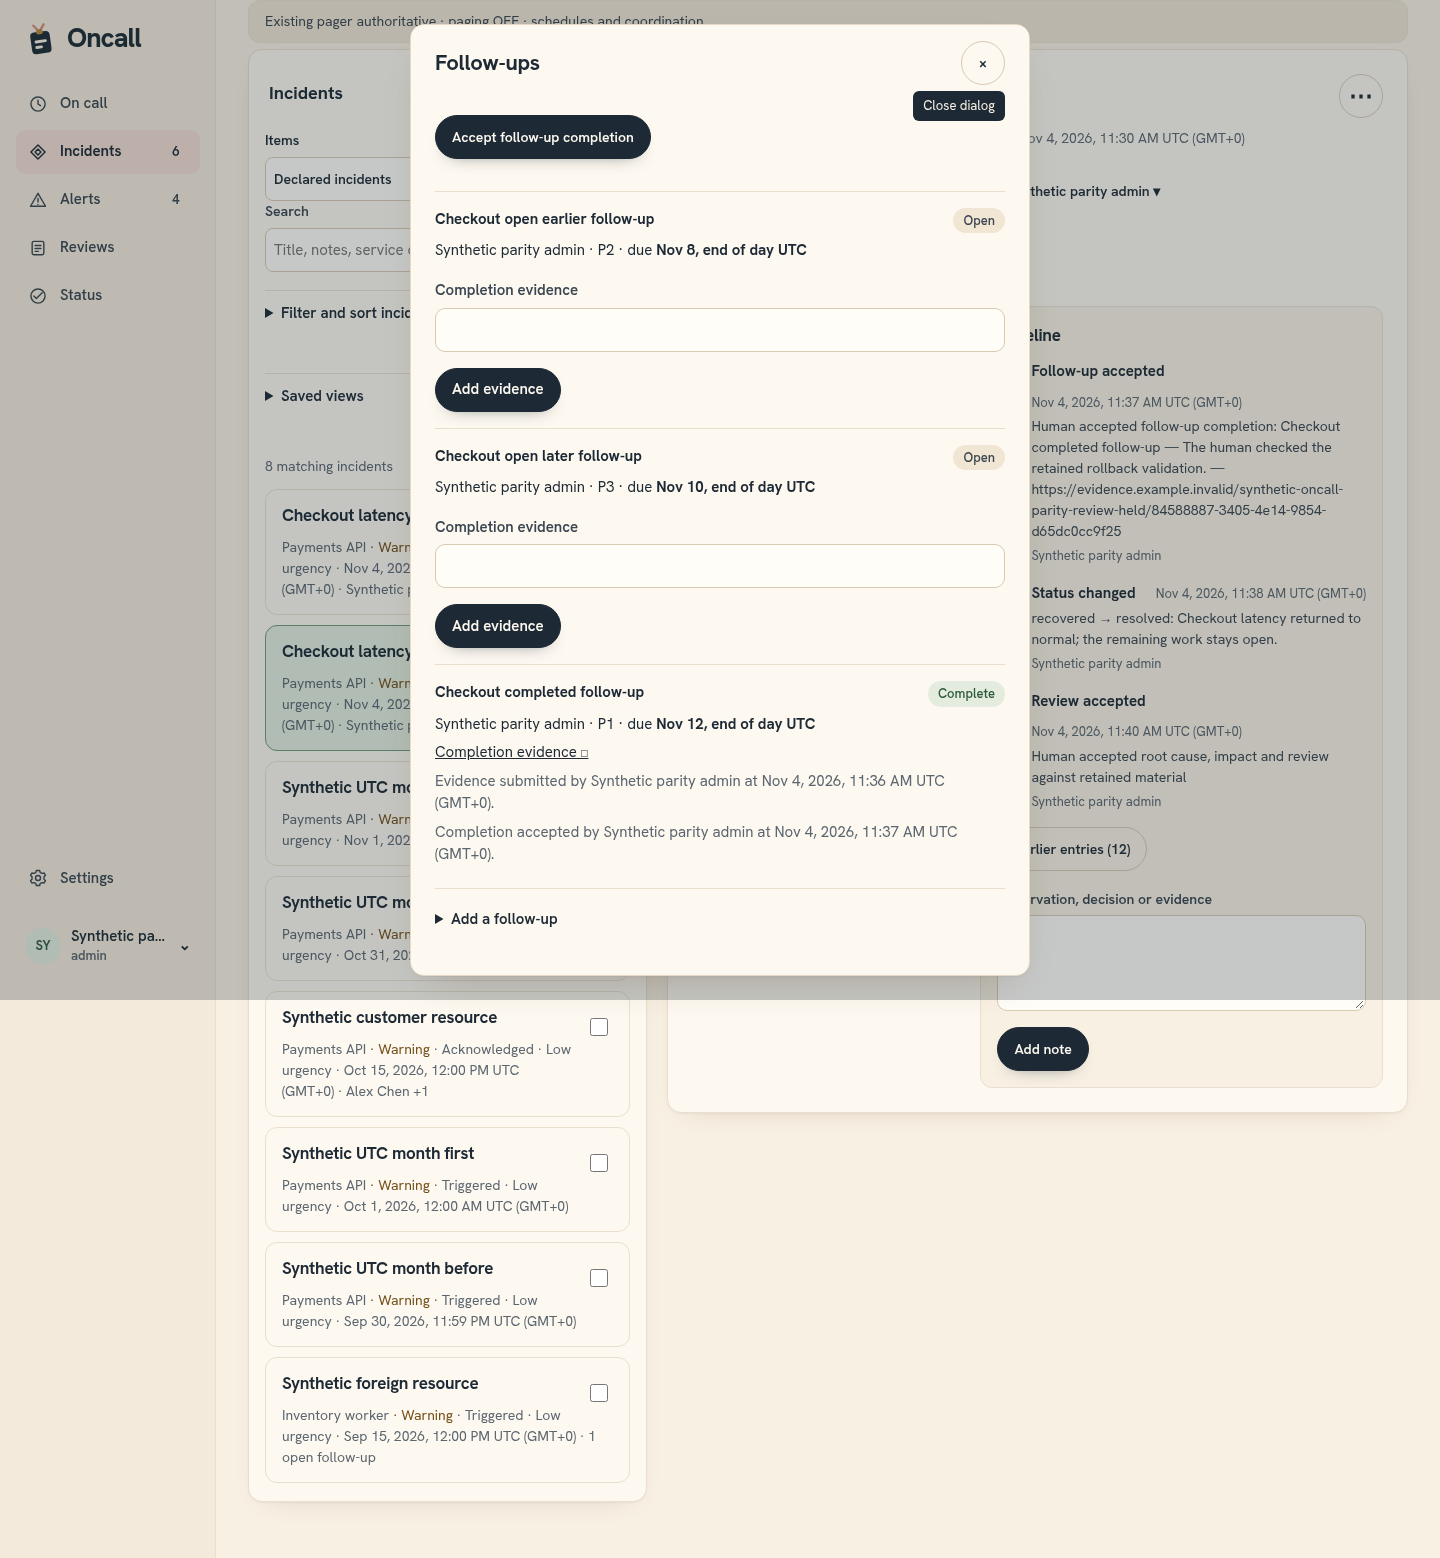 Oncall
On call
Incidents 6
Alerts 4
Reviews
Status
Settings
SY
Synthetic pa...
admin
Existing pager authoritative · paging OFF · schedules and coordination
Incidents
Items
Declared incidents
Search
Title, notes, service
Filter and sort
Saved views
8 matching incidents
Checkout latency
Payments API ·
urgency · Nov 4,
(GMT+0) · Synthetic
Checkout latency
Payments API ·
urgency · Nov 4,
(GMT+0) · Synthetic
Synthetic UTC
Payments API ·
urgency · Nov 1,
Synthetic UTC
Payments API ·
urgency · Oct 31,
Synthetic customer resource
Payments API · Warning · Acknowledged · Low
urgency · Oct 15, 2026, 12:00 PM UTC
(GMT+0) · Alex Chen +1
Synthetic UTC month first
Payments API · Warning · Triggered · Low
urgency · Oct 1, 2026, 12:00 AM UTC (GMT+0)
Synthetic UTC month before
Payments API · Warning · Triggered · Low
urgency · Sep 30, 2026, 11:59 PM UTC (GMT+0)
Synthetic foreign resource
Inventory worker · Warning · Triggered · Low
urgency · Sep 15, 2026, 12:00 PM UTC (GMT+0) · 1
open follow-up
Follow-ups
×
Close dialog
Accept follow-up completion
Checkout open earlier follow-up
Open
Synthetic parity admin · P2 · due Nov 8, end of day UTC
Completion evidence
Add evidence
Checkout open later follow-up
Open
Synthetic parity admin · P3 · due Nov 10, end of day UTC
Completion evidence
Add evidence
Checkout completed follow-up
Complete
Synthetic parity admin · P1 · due Nov 12, end of day UTC
Completion evidence
Evidence submitted by Synthetic parity admin at Nov 4, 2026, 11:36 AM UTC
(GMT+0).
Completion accepted by Synthetic parity admin at Nov 4, 2026, 11:37 AM UTC
(GMT+0).
Add a follow-up
4, 2026, 11:30 AM UTC (GMT+0)
parity admin ▾
Follow-up accepted
Nov 4, 2026, 11:37 AM UTC (GMT+0)
Human accepted follow-up completion: Checkout
completed follow-up — The human checked the
retained rollback validation. —
https://evidence.example.invalid/synthetic-oncall-
parity-review-held/84588887-3405-4e14-9854-
d65dc0cc9f25
Synthetic parity admin
Status changed Nov 4, 2026, 11:38 AM UTC (GMT+0)
recovered → resolved: Checkout latency returned to
normal; the remaining work stays open.
Synthetic parity admin
Review accepted
Nov 4, 2026, 11:40 AM UTC (GMT+0)
Human accepted root cause, impact and review
against retained material
Synthetic parity admin
entries (12)
decision or evidence
Add note